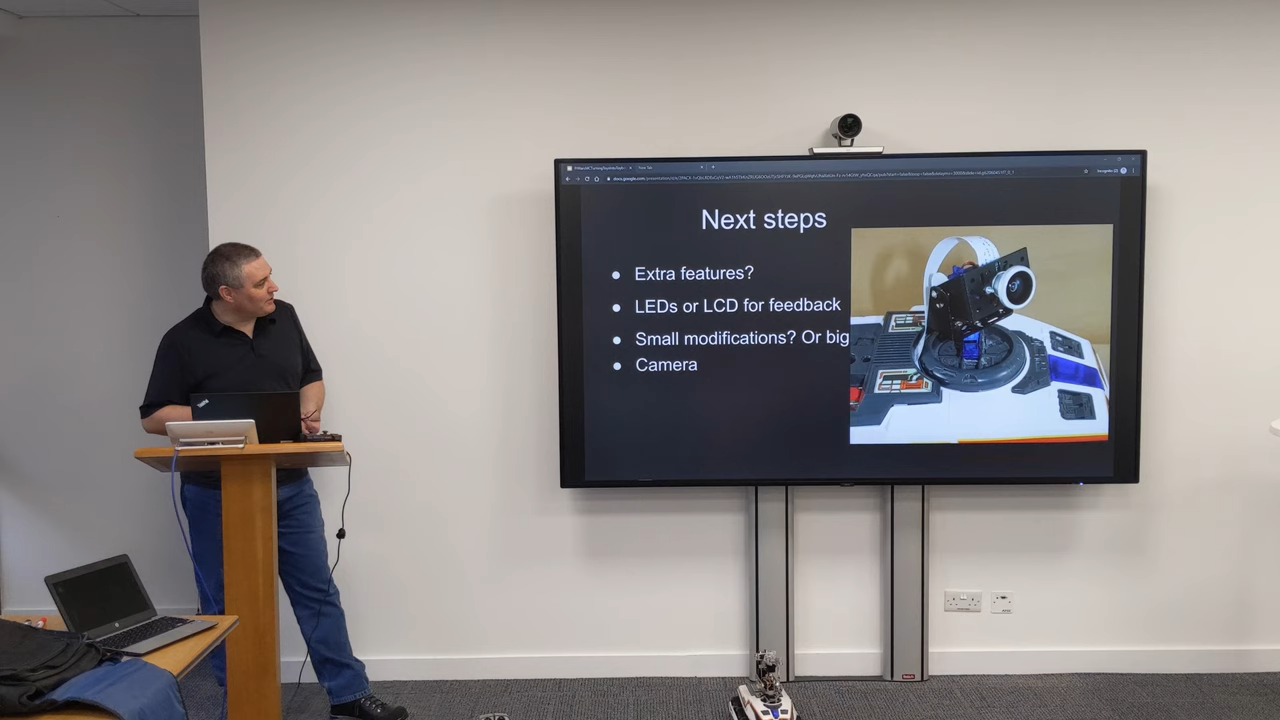 Next steps
Extra features?
LEDs or LCD for feedback
Small modifications? Or big
Camera